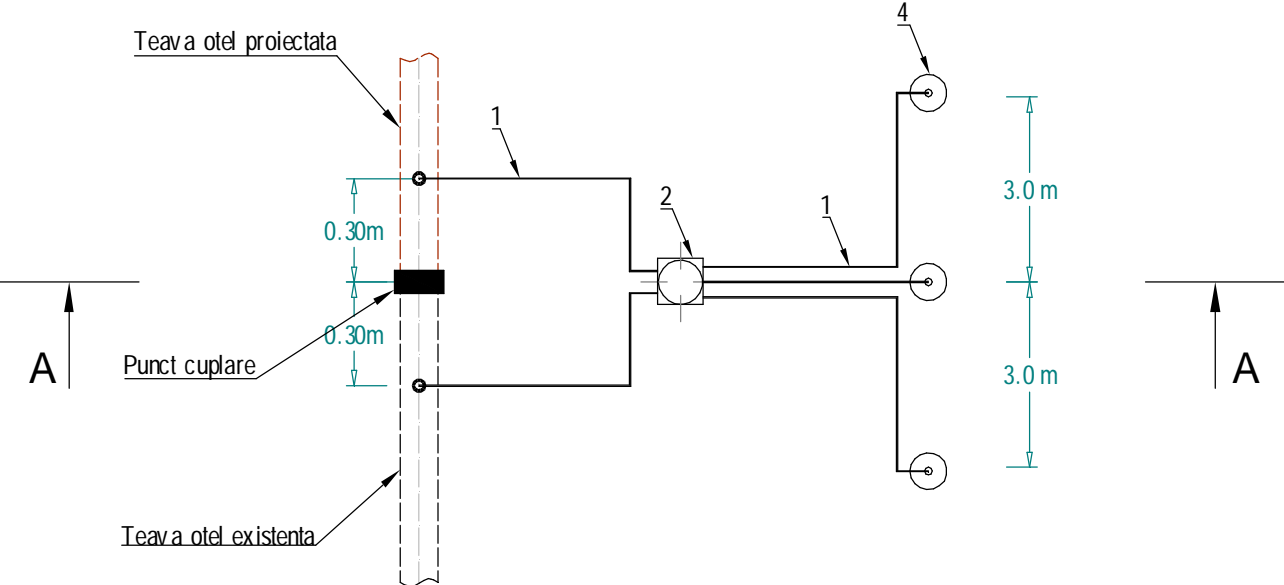 4
Teava otel proiectata
1
3.0 m
2
1
0.30m
0.30m
A
Punct cuplare
3.0 m
A
Teava otel existenta